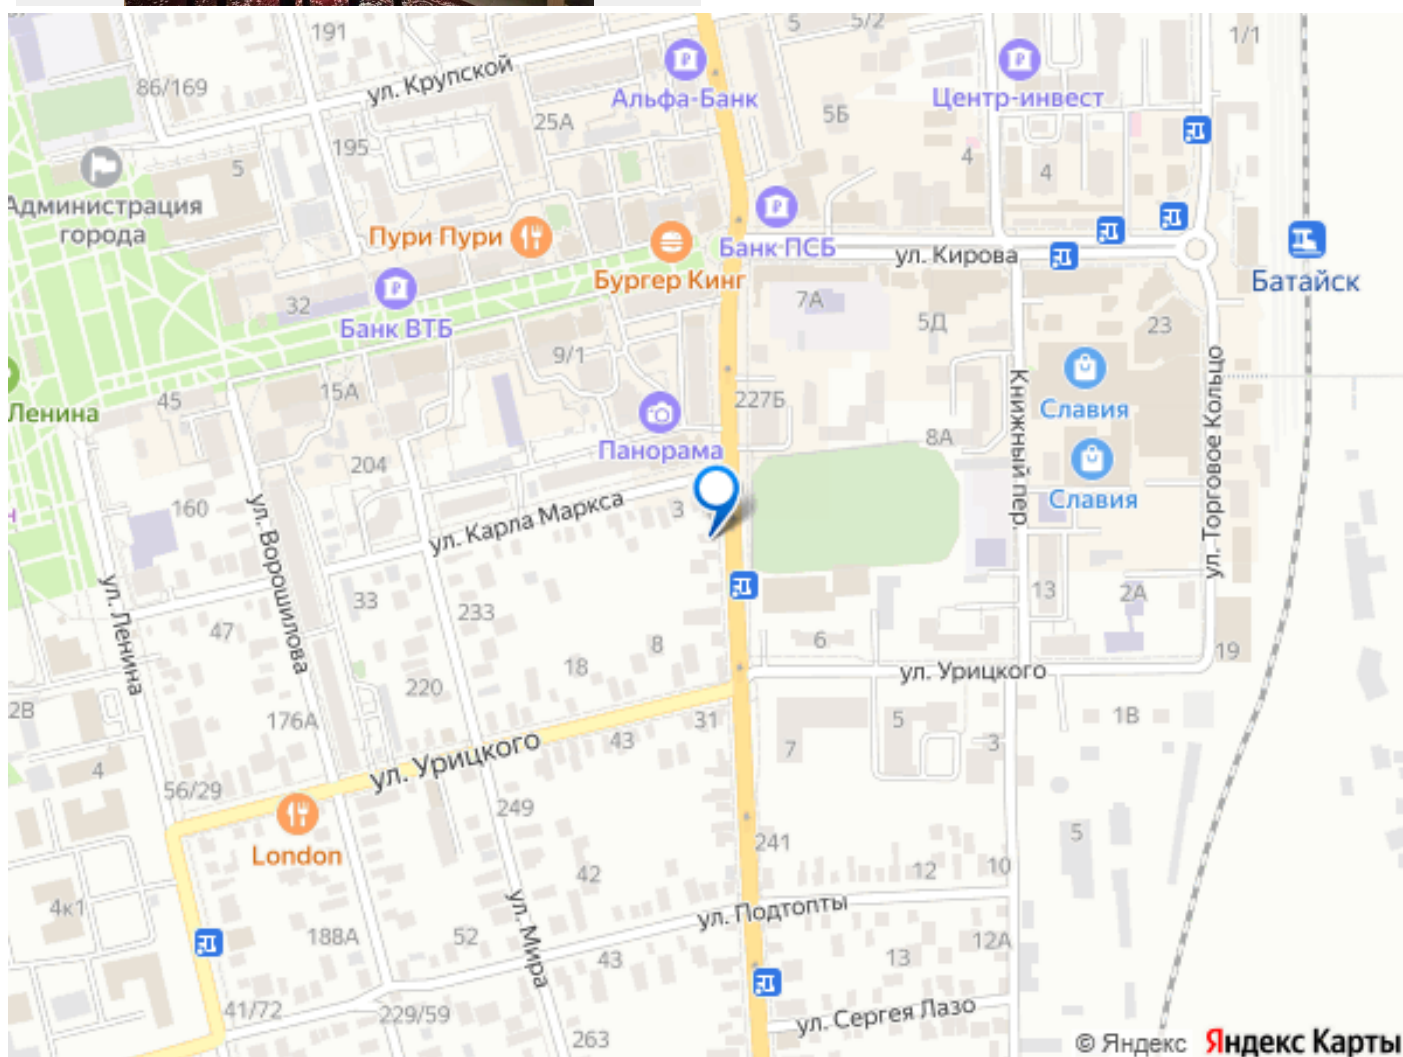 191
5
5/2
1/1
ул. Крупской
86/169
Альфа-Банк
Центр-инвест
25А
5Б
195
4
4
5
Администрация
города
Пури Пури
Банк ПСБ
ул. Кирова
Бургер Кинг
Батайск
32
Банк ВТБ
7А
5Д
23
9/1
15А
45
227Б
Славия
Ленина
Панорама
8А
204
Книжный пер.
ул. Торговое Кольцо
Славия
160
3
ул. Карла Маркса
ул. Ворошилова
ул. Ленина
33
233
13
2А
47
8
6
19
18
ул. Урицкого
220
2В
176А
31
5
1В
43
7
3
ул. Урицкого
4
56/29
249
241
5
London
42
12
10
4к1
ул. Мира
ул. Подтопты
188А
52
12А
43
13
41/72
229/59
263
ул. Сергея Лазо
© Яндекс Яндекс Карты